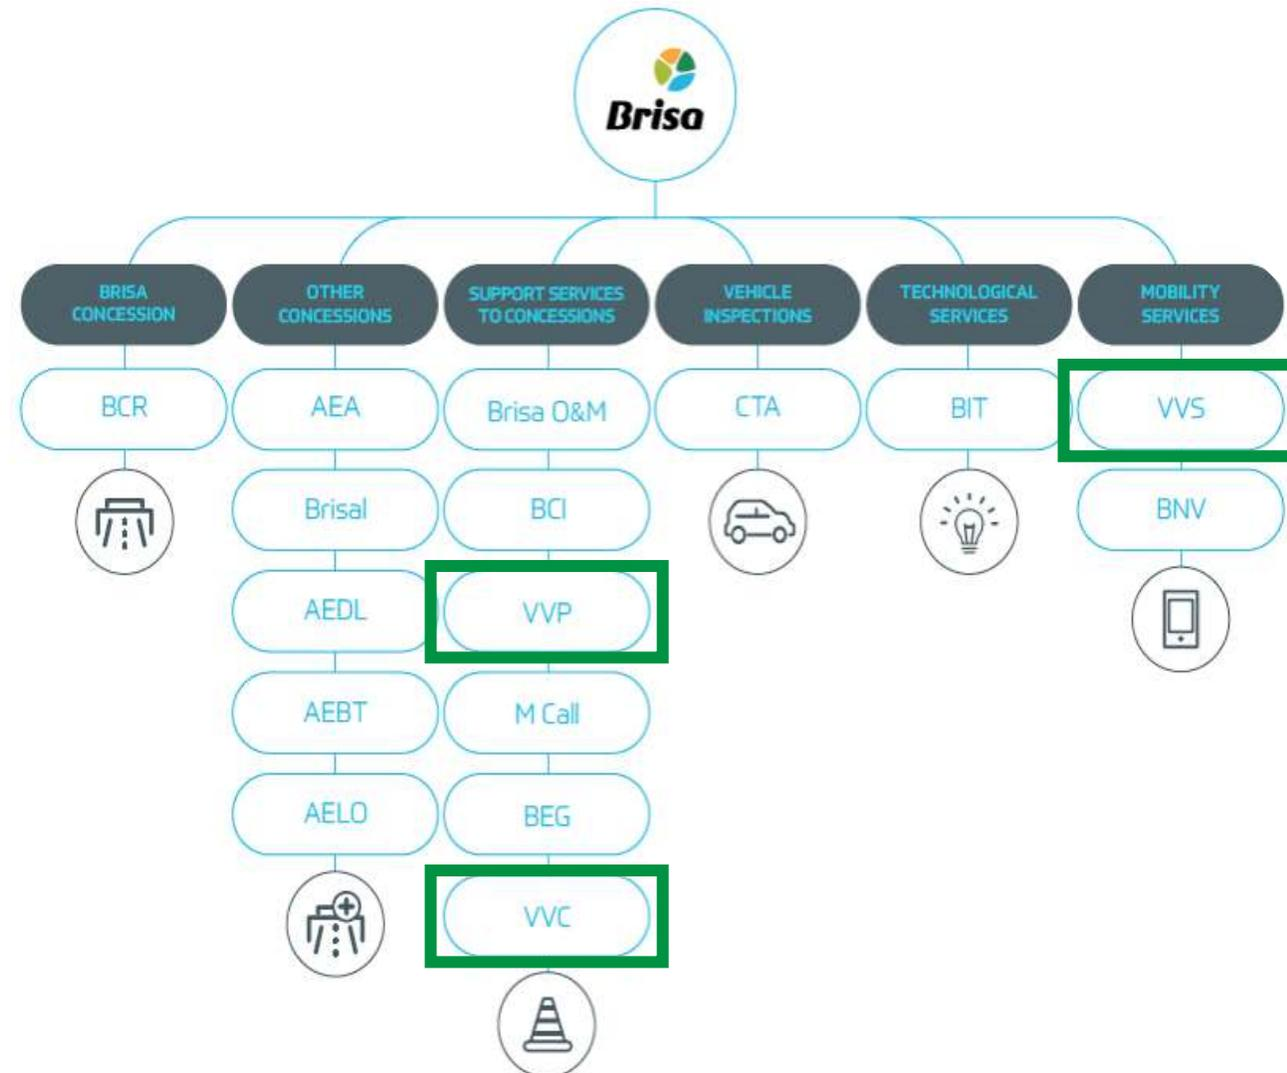 Brisa
BRISA
CONCESSION
OTHER
CONCESSIONS
SUPPORT SERVICES
TO CONCESSIONS
VEHICLE
INSPECTIONS
TECHNOLOGICAL
SERVICES
MOBILITY
SERVICES
BCR
AEA
Brisa O&M
CTA
BIT
VVS
Brisal
BCI
BNV
AEDL
VVP
AEBT
M Call
AELO
BEG
VVC